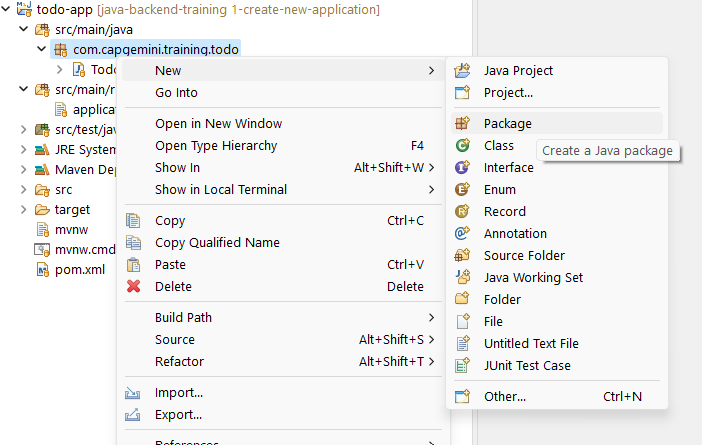 todo-app [java-backend-training 1-create-new-application]
src/main/java
com.capgemini.training.todo
Todo
src/main/r
applicat
src/test/jav
JRE System
Maven Dep
src
target
mvnw
mvnw.cmd
pom.xml
New
Go Into
Open in New Window
Open Type Hierarchy F4
Show In Alt+Shift+W
Show in Local Terminal
Copy Ctrl+C
Copy Qualified Name
Paste Ctrl+V
Delete Delete
Build Path
Source Alt+Shift+S
Refactor Alt+Shift+T
Import...
Export...
References
Java Project
Project...
Package
Class
Create a Java package
Interface
Enum
Record
Annotation
Source Folder
Java Working Set
Folder
File
Untitled Text File
JUnit Test Case
Other... Ctrl+N